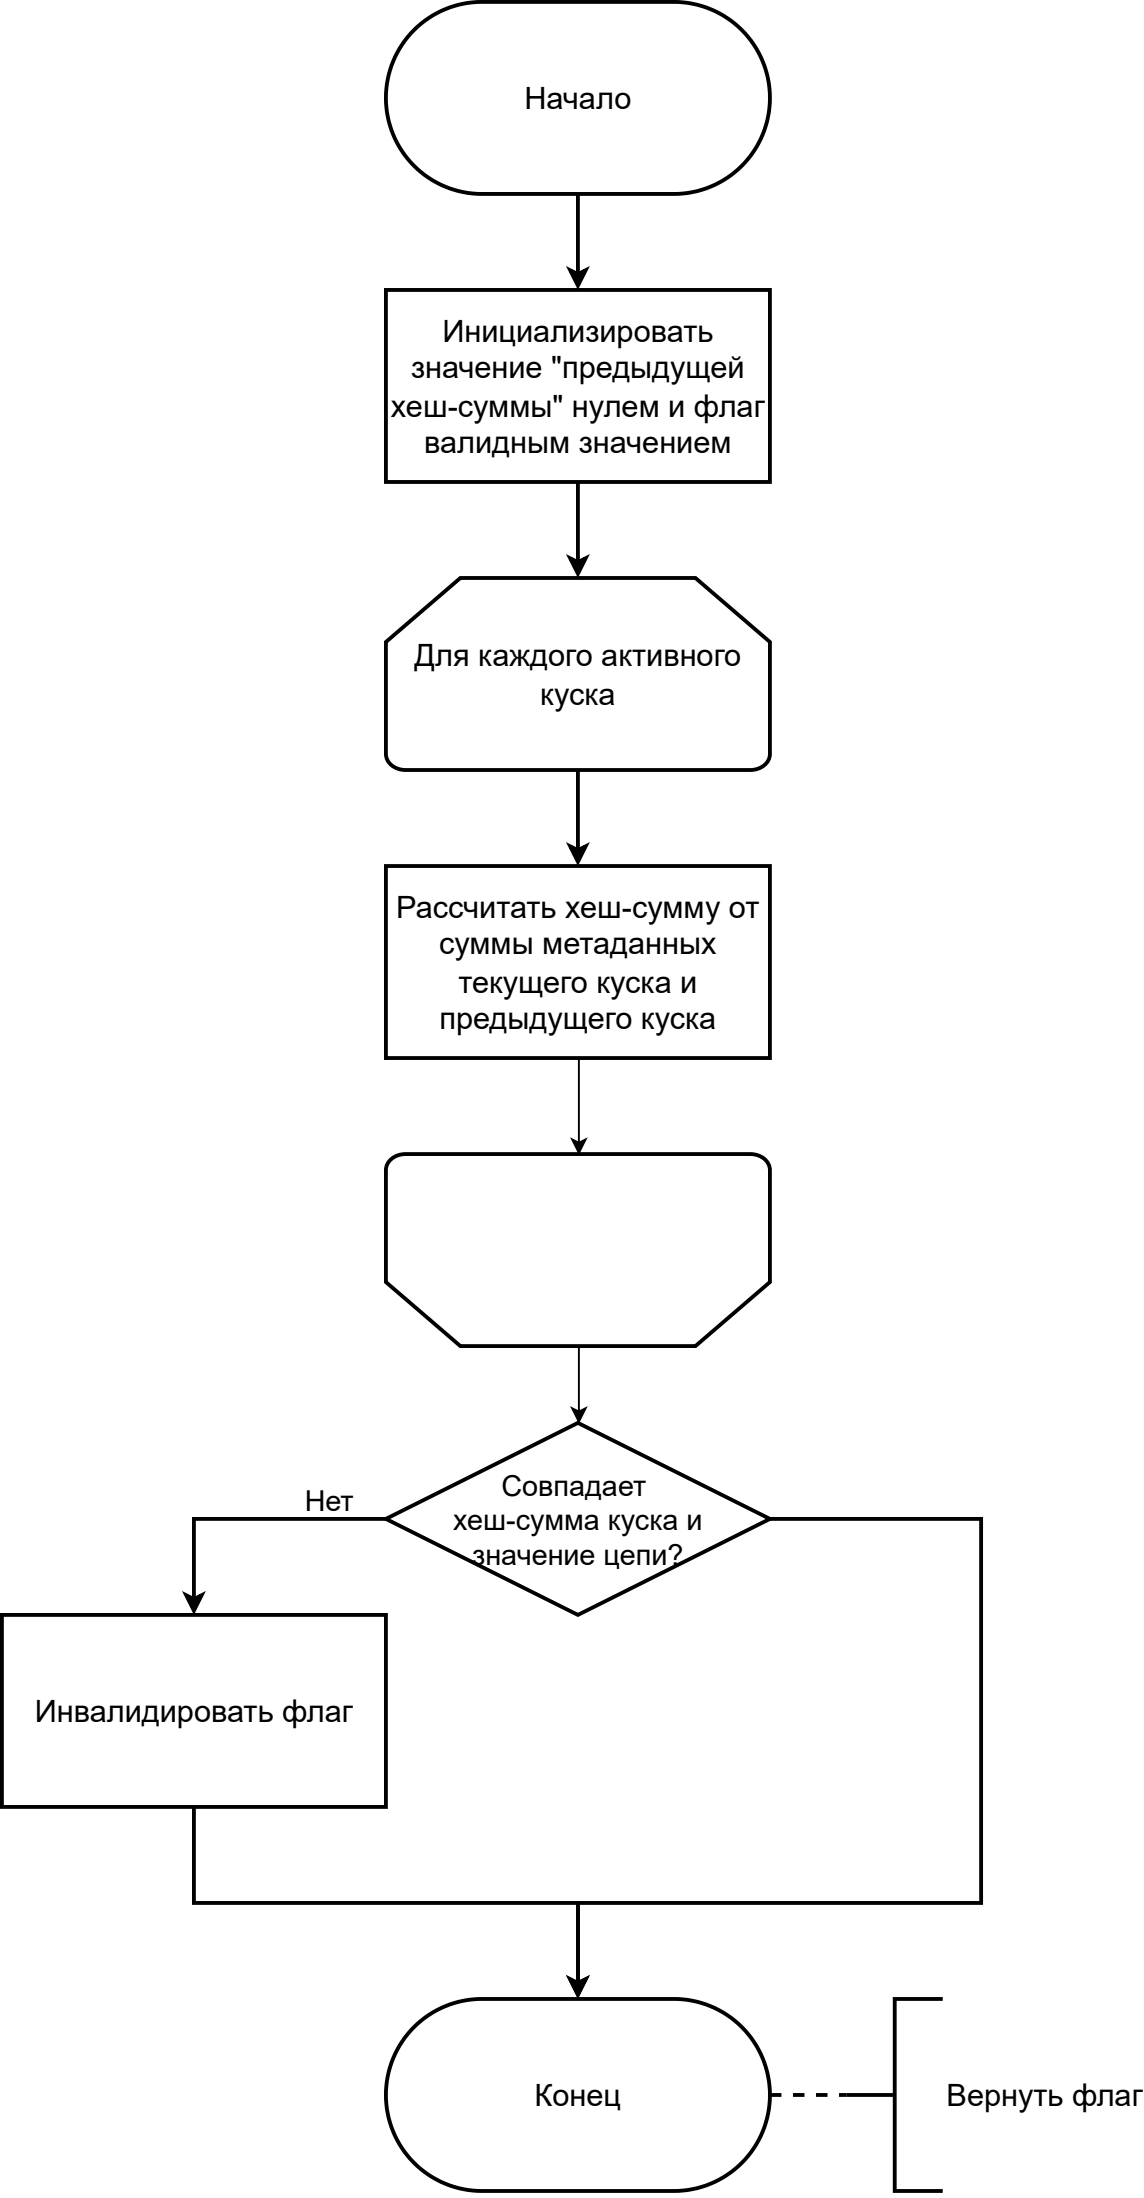 Начало
Инициализировать
значение "предыдущей
хеш-суммы" нулем и флаг
валидным значением
Для каждого активного
куска
Рассчитать хеш-сумму от
суммы метаданных
текущего куска и
предыдущего куска
Совпадает
хеш-сумма куска и
значение цепи?
Нет
Инвалидировать флаг
Конец
Вернуть флаг